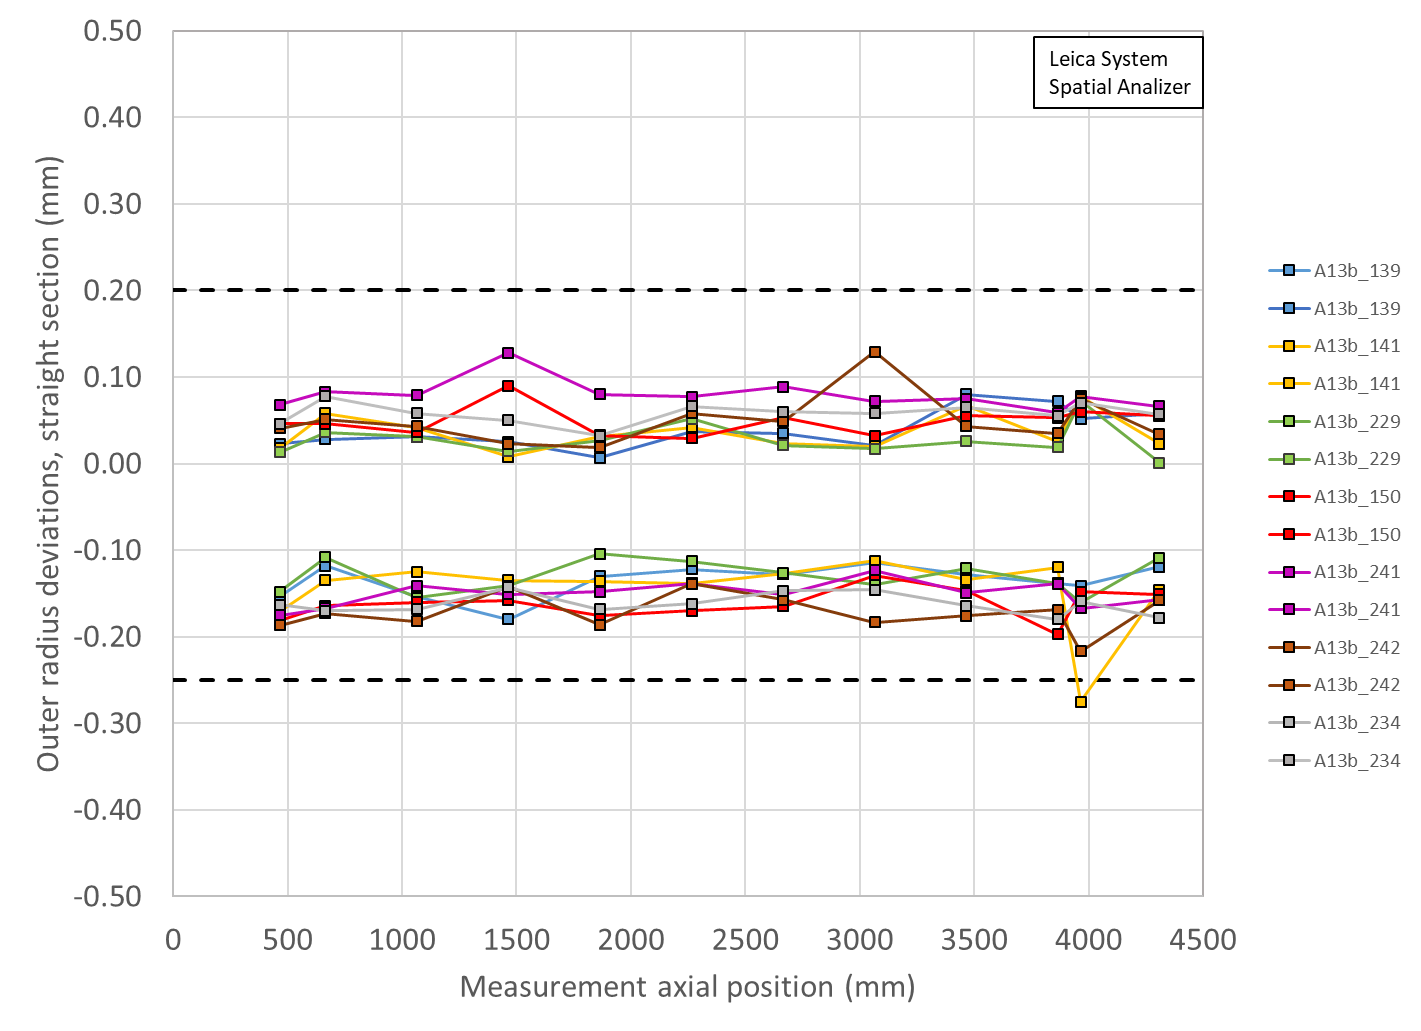 Leica System
Spatial Analizer
Outer radius deviations, straight section (mm)
0.50
0.40
0.30
0.20
0.10
0.00
-0.10
-0.20
-0.30
-0.40
-0.50
0 500 1000 1500 2000 2500 3000 3500 4000 4500
Measurement axial position (mm)
A13b_139
A13b_139
A13b_141
A13b_141
A13b_229
A13b_229
A13b_150
A13b_150
A13b_241
A13b_241
A13b_242
A13b_242
A13b_234
A13b_234